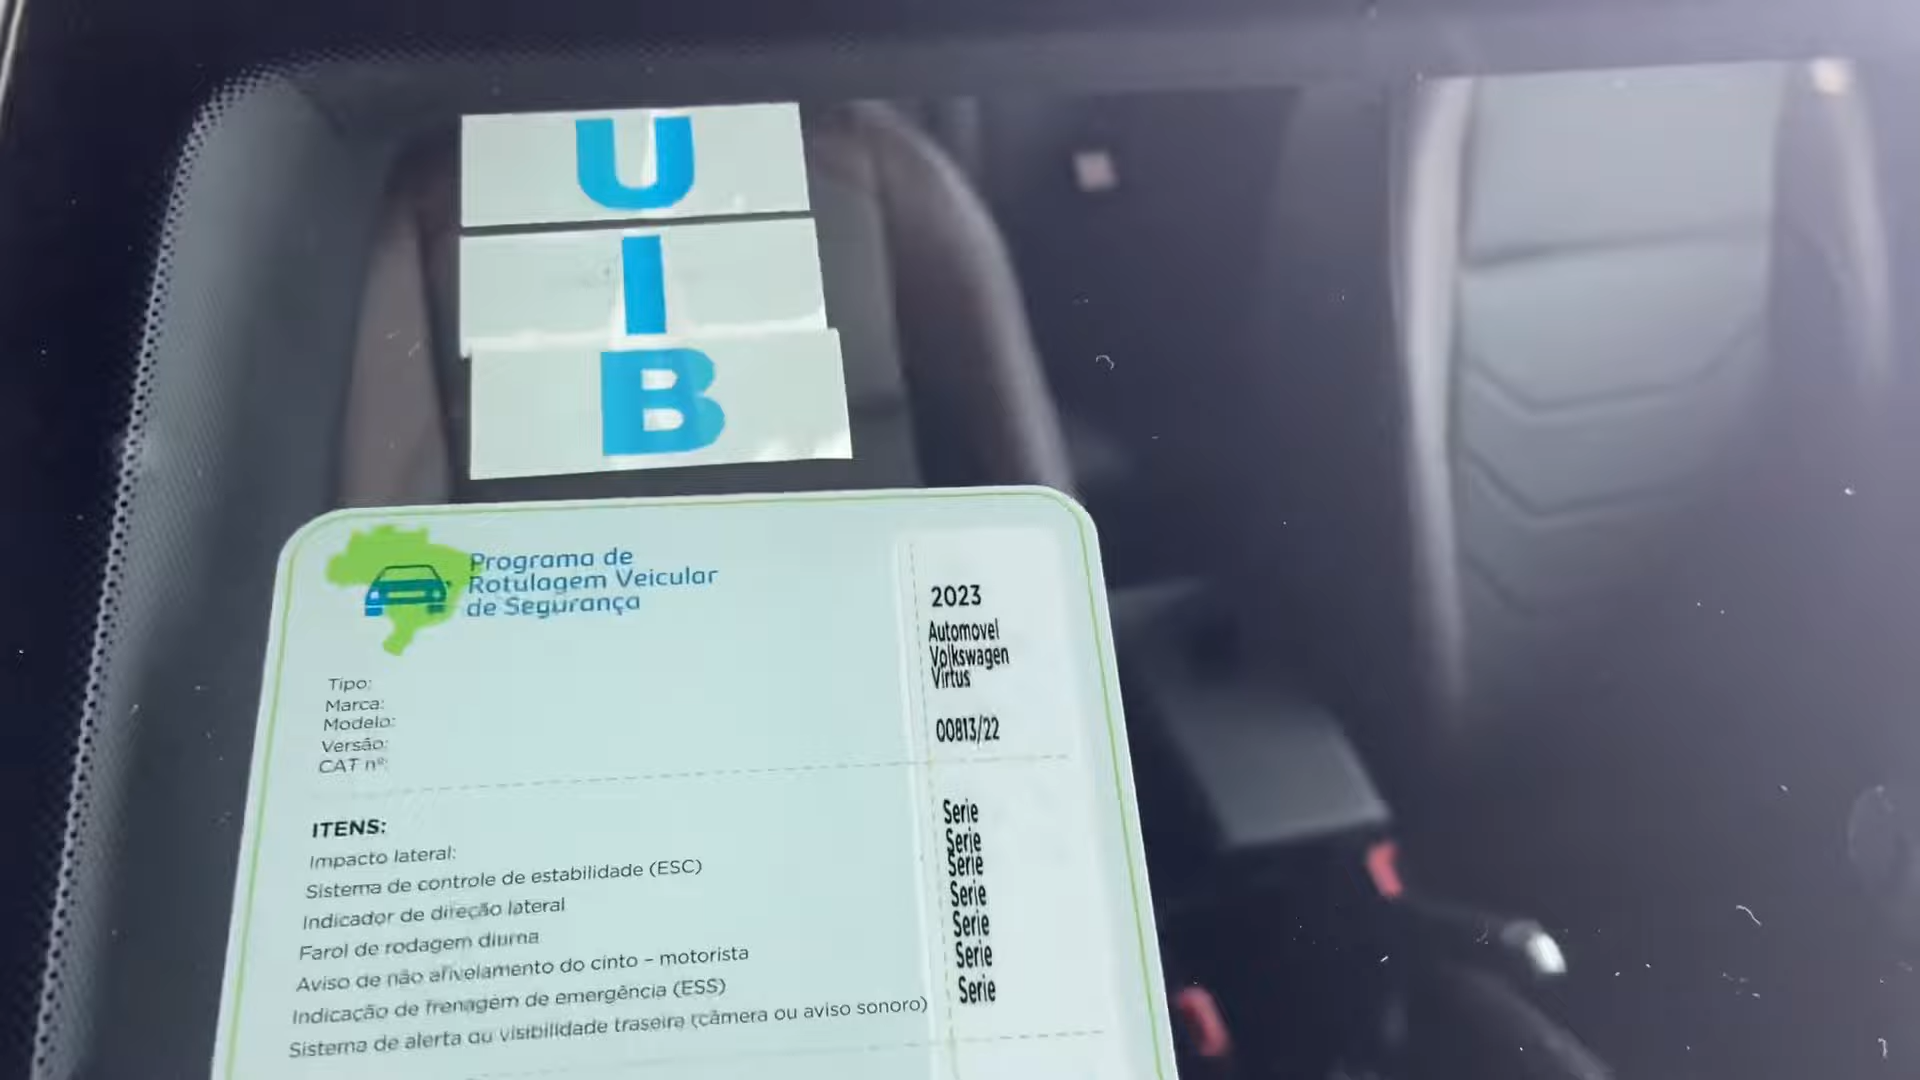 U
I
B
Programa de
Rotulagem Veicular
de Segurança
2023
Tipo: Automovel
Marca: Volkswagen
Modelo: Virtus
Versão:
CAT nº: 00813/22
ITENS:
Impacto lateral: Serie
Sistema de controle de estabilidade (ESC) Serie
Indicador de direção lateral Serie
Farol de rodagem diurna Serie
Aviso de não afivelamento do cinto – motorista Serie
Indicação de frenagem de emergência (ESS) Serie
Sistema de alerta ou visibilidade traseira (câmera ou aviso sonoro) Serie